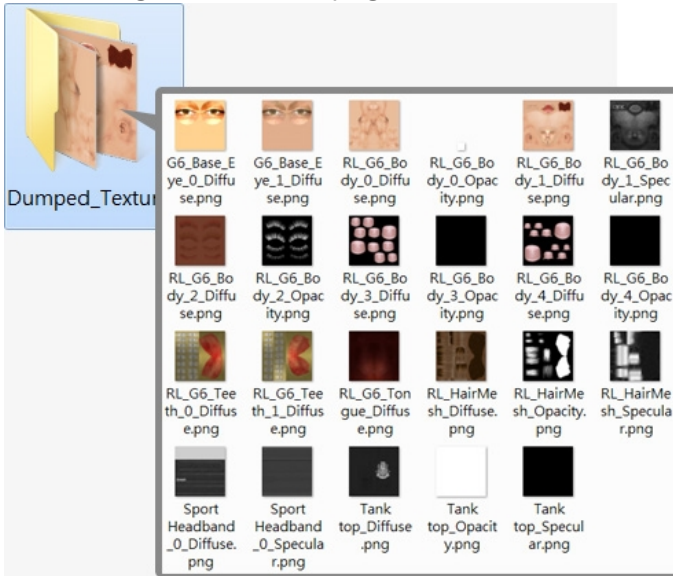 Dumped_Textur
G6_Base_E
ye_0_Diffu
se.png
G6_Base_E
ye_1_Diffu
se.png
RL_G6_Bo
dy_0_Diffu
se.png
RL_G6_Bo
dy_0_Opac
ity.png
RL_G6_Bo
dy_1_Diffu
se.png
RL_G6_Bo
dy_1_Spec
ular.png
RL_G6_Bo
dy_2_Diffu
se.png
RL_G6_Bo
dy_2_Opac
ity.png
RL_G6_Bo
dy_3_Diffu
se.png
RL_G6_Bo
dy_3_Opac
ity.png
RL_G6_Bo
dy_4_Diffu
se.png
RL_G6_Bo
dy_4_Opac
ity.png
RL_G6_Tee
th_0_Diffus
e.png
RL_G6_Tee
th_1_Diffus
e.png
RL_G6_Ton
gue_Diffus
e.png
RL_HairMe
sh_Diffuse.
png
RL_HairMe
sh_Opacity.
png
RL_HairMe
sh_Specula
r.png
Sport
Headband
_0_Diffuse.
png
Sport
Headband
_0_Specula
r.png
Tank
top_Diffuse
.png
Tank
top_Opacit
y.png
Tank
top_Specul
ar.png